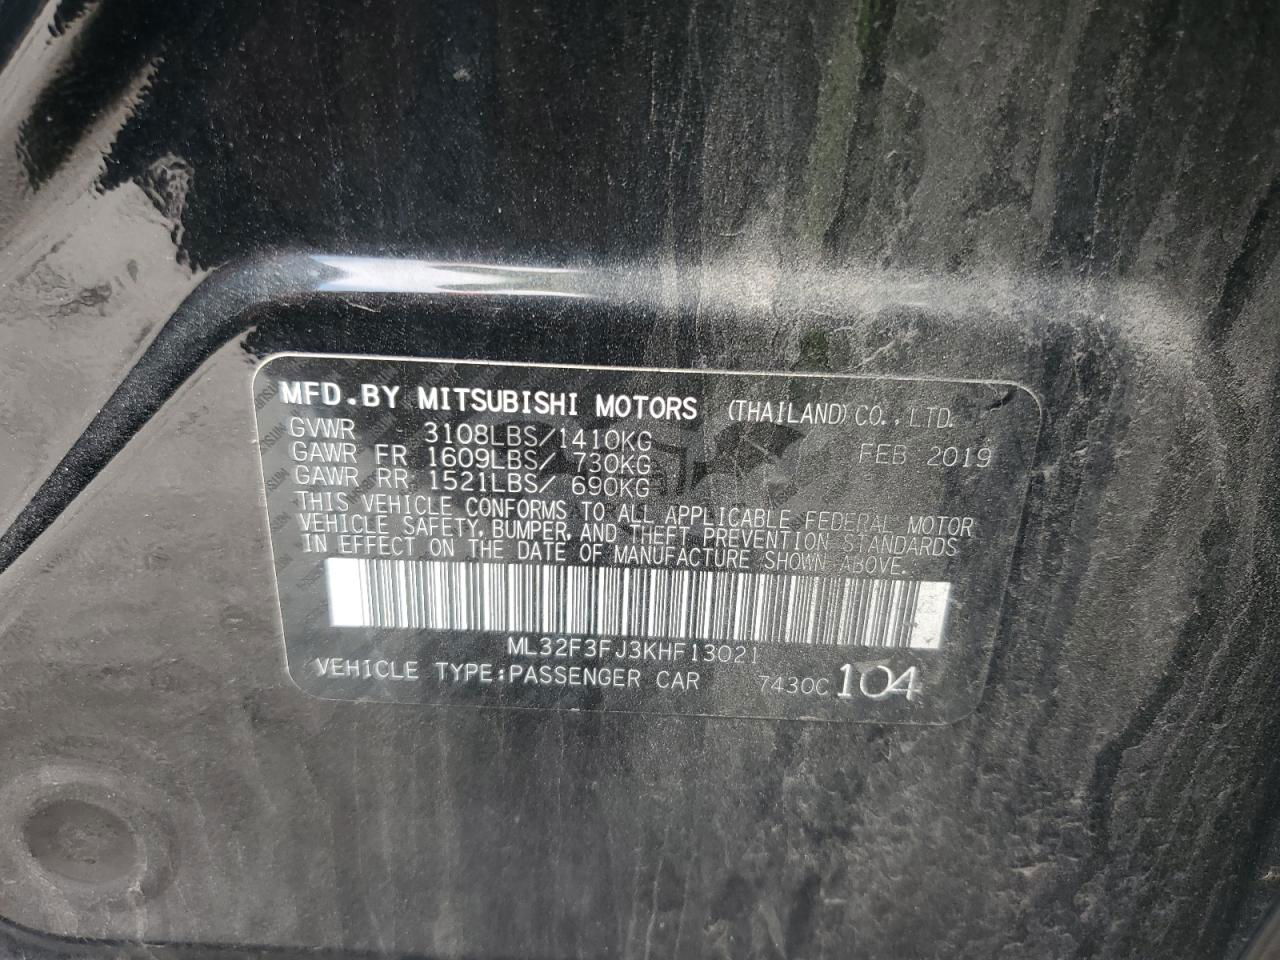 MFD.BY MITSUBISHI MOTORS (THAILAND) CO.,LTD.
GVWR 3108LBS/1410KG FEB 2019
GAWR FR 1609LBS/ 730KG
GAWR RR 1521LBS/ 690KG
THIS VEHICLE CONFORMS TO ALL APPLICABLE FEDERAL MOTOR
VEHICLE SAFETY, BUMPER, AND THEFT PREVENTION STANDARDS
IN EFFECT ON THE DATE OF MANUFACTURE SHOWN ABOVE.
ML32F3FJ3KHF13021
VEHICLE TYPE:PASSENGER CAR 7430C 104